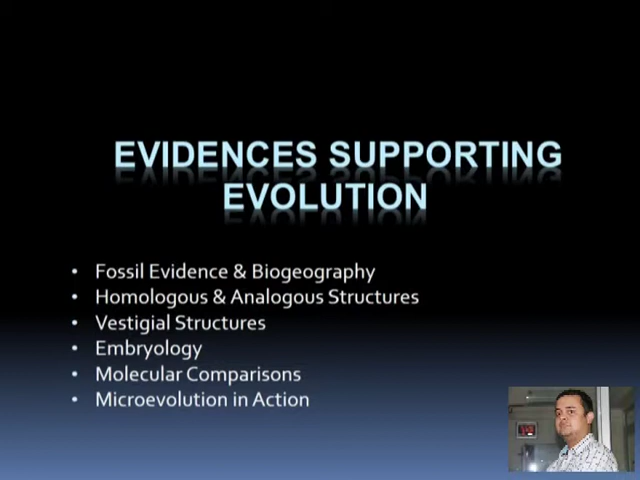 EVIDENCES SUPPORTING
EVOLUTION
• Fossil Evidence & Biogeography
• Homologous & Analogous Structures
• Vestigial Structures
• Embryology
• Molecular Comparisons
• Microevolution in Action